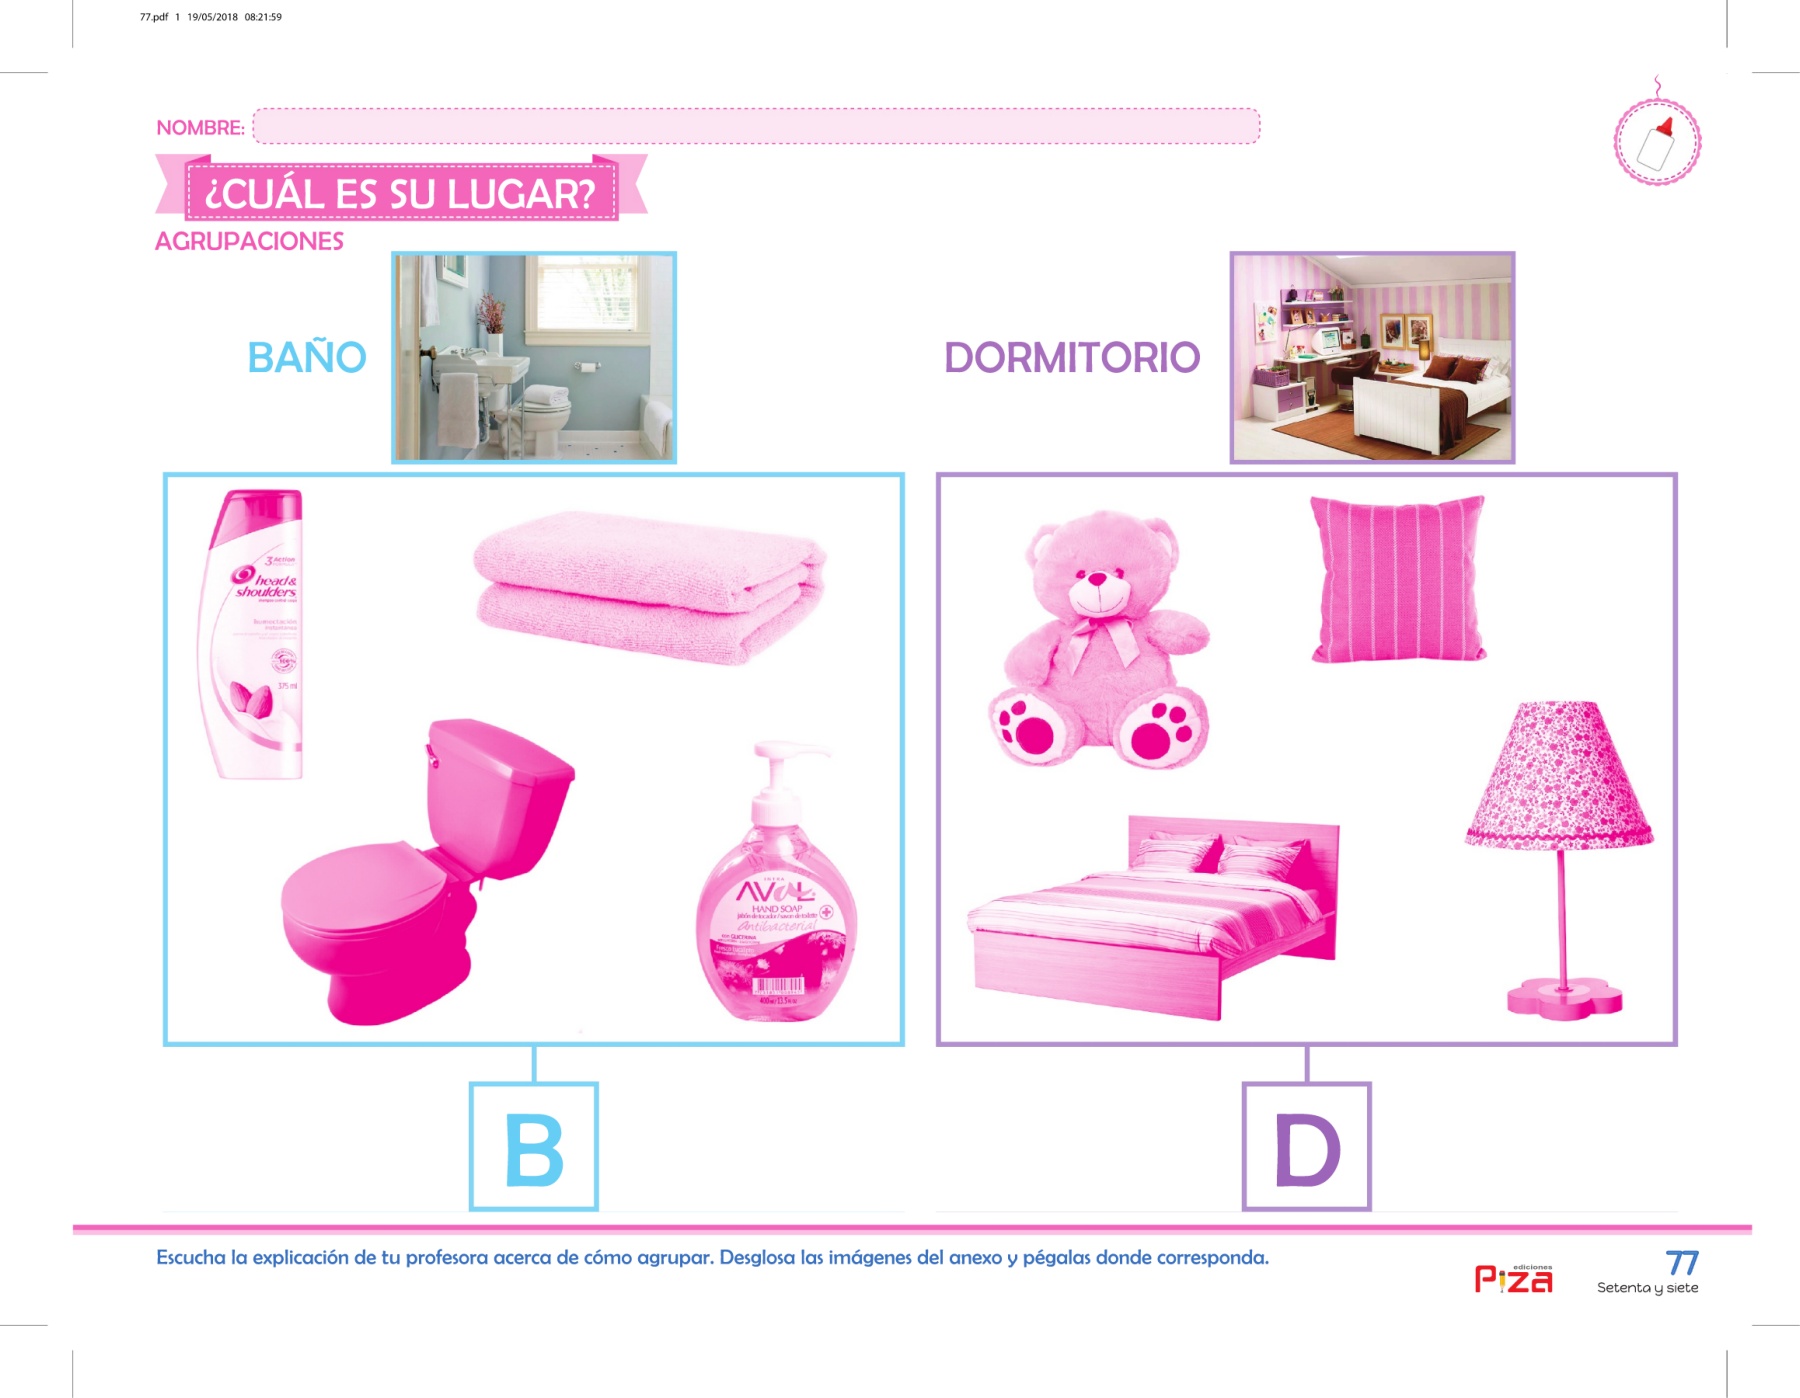 77.pdf 1 19/05/2018 08:21:59
NOMBRE:
¿CUÁL ES SU LUGAR?
AGRUPACIONES
BAÑO
DORMITORIO
3 Action
head&
shoulders
375 ml
AVAL
HAND SOAP
Antibacterial
B
D
Escucha la explicación de tu profesora acerca de cómo agrupar. Desglosa las imágenes del anexo y pégalas donde corresponda.
ediciones
Piza
77
Setenta y siete